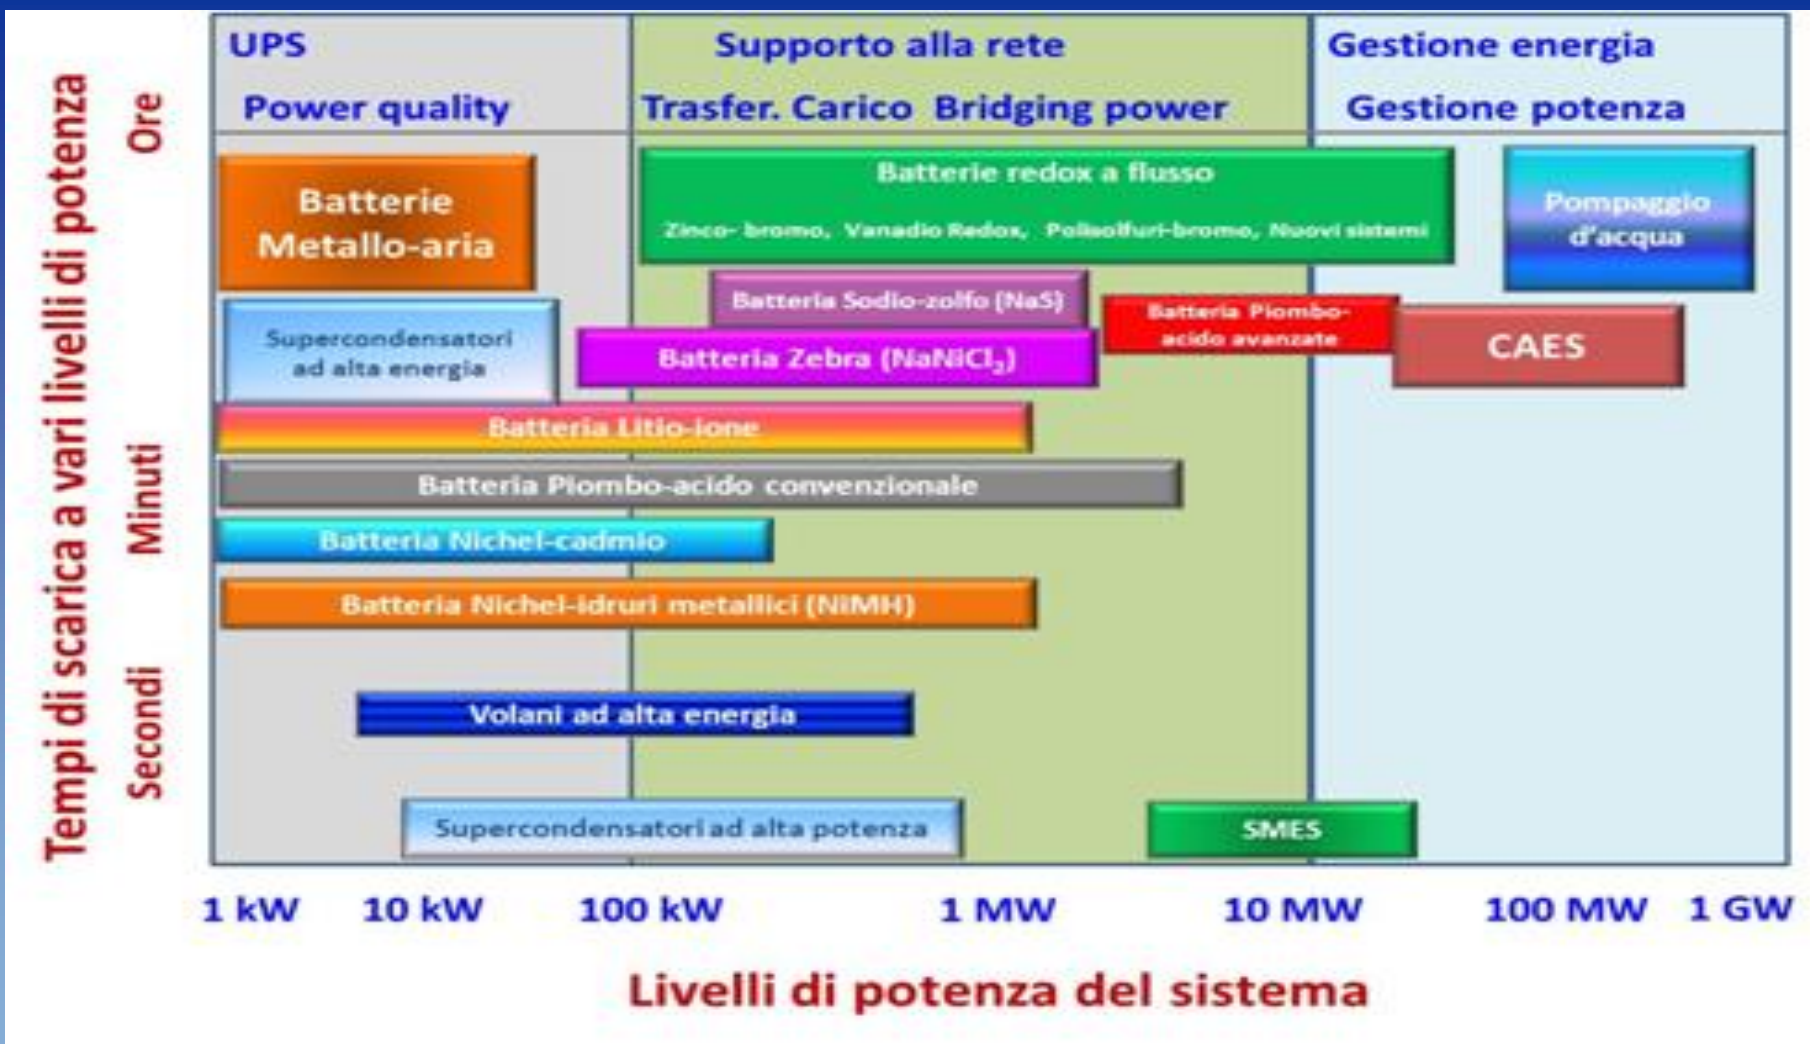 UPS
Power quality
Supporto alla rete
Trasfer. Carico Bridging power
Gestione energia
Gestione potenza
Tempi di scarica a vari livelli di potenza
Ore
Minuti
Secondi
Batterie
Metallo-aria
Batterie redox a flusso
Zinco- bromo, Vanadio Redox, Polisolfuri-bromo, Nuovi sistemi
Pompaggio
d'acqua
Supercondensatori
ad alta energia
Batteria Sodio-zolfo (NaS)
Batteria Piombo-
acido avanzate
CAES
Batteria Zebra (NaNiCl₂)
Batteria Litio-ione
Batteria Piombo-acido convenzionale
Batteria Nichel-cadmio
Batteria Nichel-idruri metallici (NiMH)
Volani ad alta energia
Supercondensatori ad alta potenza
SMES
1 kW 10 kW 100 kW 1 MW 10 MW 100 MW 1 GW
Livelli di potenza del sistema